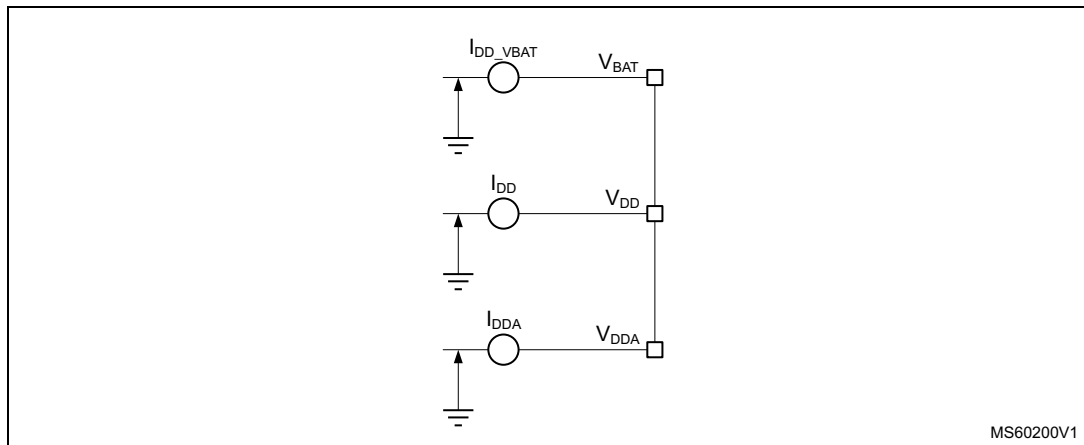 I_DD_VBAT
V_BAT
I_DD
V_DD
I_DDA
V_DDA
MS60200V1